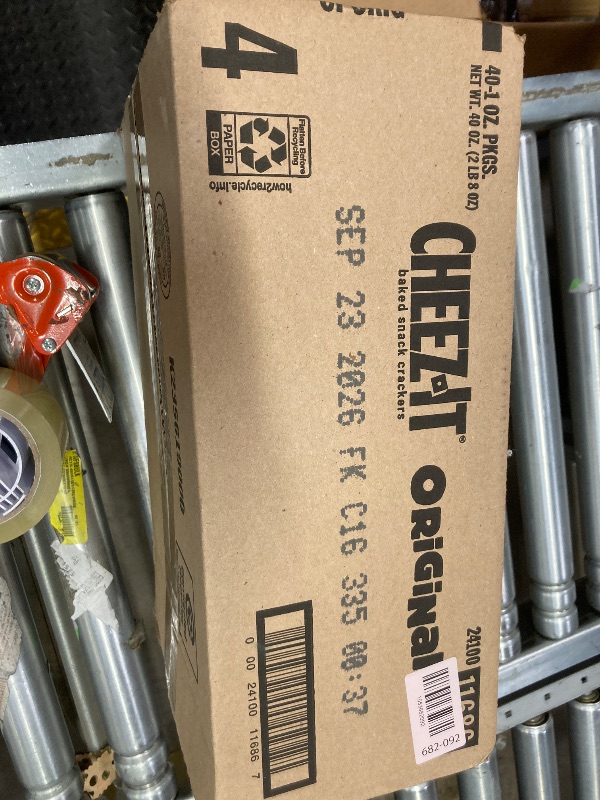 40-1 OZ. PKGS.
NET WT. 40 OZ. (2 LB 8 OZ)
CHEEZ-IT®
baked snack crackers
ORIGINAL
24100
682-092
SEP 23 2026 FK C16 335 08:37
4
Flatten Before
Recycling
PAPER
BOX
how2recycle.info
0 00 24100 11686 7